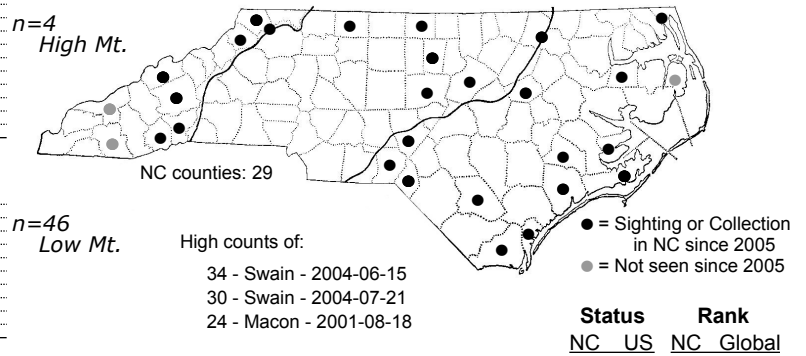 n=4
High Mt.
NC counties: 29
n=46
Low Mt.
High counts of:
34 - Swain - 2004-06-15
30 - Swain - 2004-07-21
24 - Macon - 2001-08-18
= Sighting or Collection
in NC since 2005
= Not seen since 2005
Status Rank
NC US NC Global